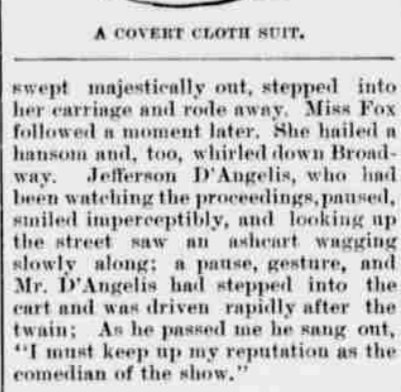 A COVERT CLOTH SUIT.
swept majestically out, stepped into
her carriage and rode away. Miss Fox
followed a moment later. She hailed a
hansom and, too, whirled down Broad-
way. Jefferson D'Angelis, who had
been watching the proceedings, paused,
smiled imperceptibly, and looking up
the street saw an ashcart wagging
slowly along; a pause, gesture, and
Mr. D'Angelis had stepped into the
cart and was driven rapidly after the
twain; As he passed me he sang out,
"I must keep up my reputation as the
comedian of the show."